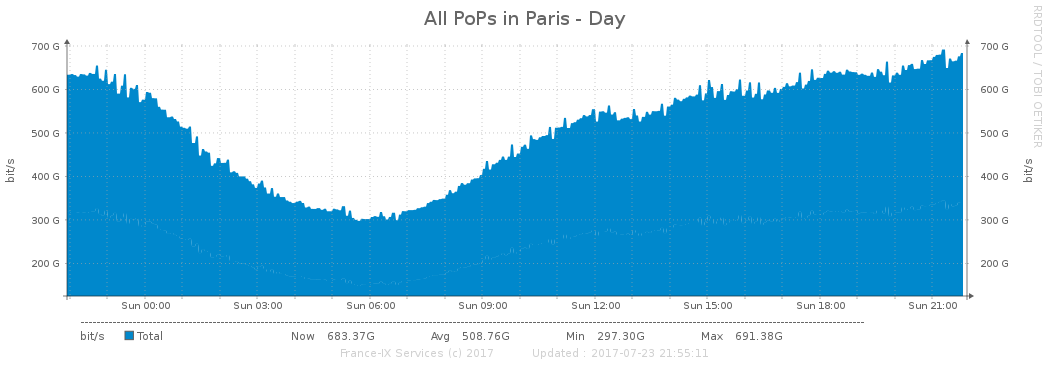 All PoPs in Paris - Day
RRDTOOL / TOBI OETIKER
bit/s
bit/s
700 G 700 G
600 G 600 G
500 G 500 G
400 G 400 G
300 G 300 G
200 G 200 G
Sun 00:00 Sun 03:00 Sun 06:00 Sun 09:00 Sun 12:00 Sun 15:00 Sun 18:00 Sun 21:00
bit/s Total Now 683.37G Avg 508.76G Min 297.30G Max 691.38G
France-IX Services (c) 2017 Updated : 2017-07-23 21:55:11